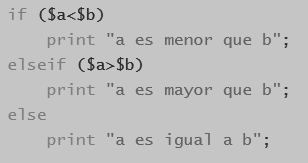 if ($a<$b)
    print "a es menor que b";
elseif ($a>$b)
    print "a es mayor que b";
else
    print "a es igual a b";